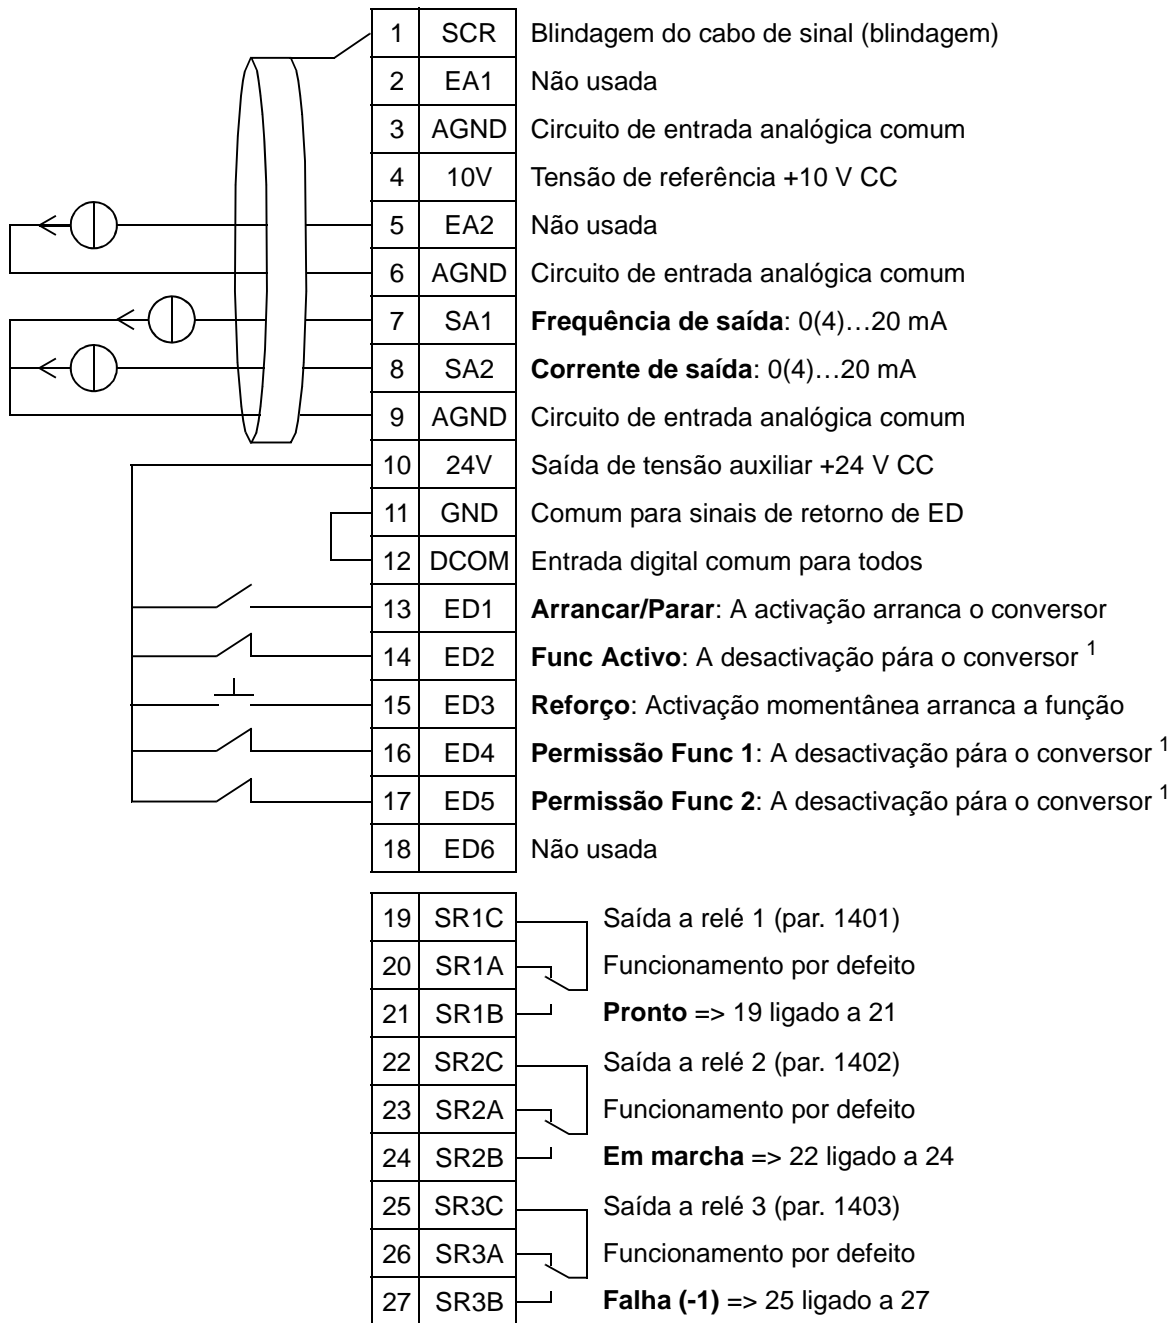 1 SCR Blindagem do cabo de sinal (blindagem)
2 EA1 Não usada
3 AGND Circuito de entrada analógica comum
4 10V Tensão de referência +10 V CC
5 EA2 Não usada
6 AGND Circuito de entrada analógica comum
7 SA1 Frequência de saída: 0(4)…20 mA
8 SA2 Corrente de saída: 0(4)…20 mA
9 AGND Circuito de entrada analógica comum
10 24V Saída de tensão auxiliar +24 V CC
11 GND Comum para sinais de retorno de ED
12 DCOM Entrada digital comum para todos
13 ED1 Arrancar/Parar: A activação arranca o conversor
14 ED2 Func Activo: A desactivação pára o conversor 1
15 ED3 Reforço: Activação momentânea arranca a função
16 ED4 Permissão Func 1: A desactivação pára o conversor 1
17 ED5 Permissão Func 2: A desactivação pára o conversor 1
18 ED6 Não usada
19 SR1C Saída a relé 1 (par. 1401)
20 SR1A Funcionamento por defeito
21 SR1B Pronto => 19 ligado a 21
22 SR2C Saída a relé 2 (par. 1402)
23 SR2A Funcionamento por defeito
24 SR2B Em marcha => 22 ligado a 24
25 SR3C Saída a relé 3 (par. 1403)
26 SR3A Funcionamento por defeito
27 SR3B Falha (-1) => 25 ligado a 27